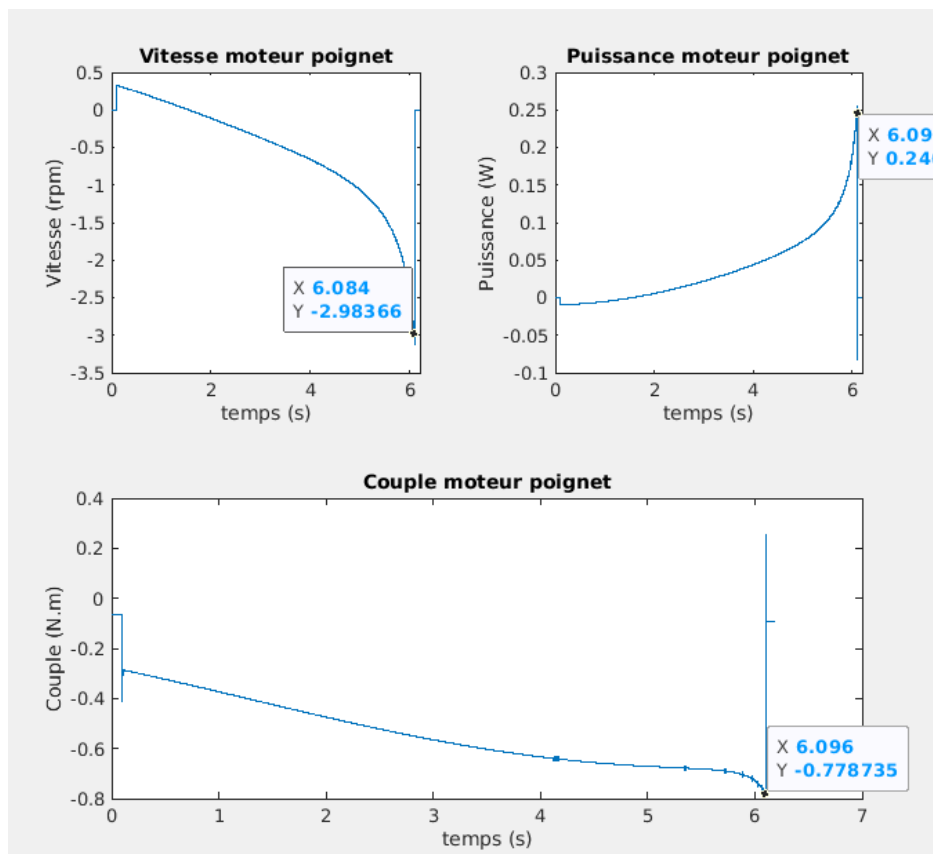 Vitesse moteur poignet
0.5
0
-0.5
-1
-1.5
-2
-2.5
-3
-3.5
Vitesse (rpm)
X 6.084
Y -2.98366
0
2
4
6
temps (s)
Puissance moteur poignet
0.3
0.25
0.2
0.15
0.1
0.05
0
-0.05
-0.1
Puissance (W)
X 6.09
Y 0.24
0
2
4
6
temps (s)
Couple moteur poignet
0.4
0.2
0
-0.2
-0.4
-0.6
-0.8
Couple (N.m)
X 6.096
Y -0.778735
0
1
2
3
4
5
6
7
temps (s)